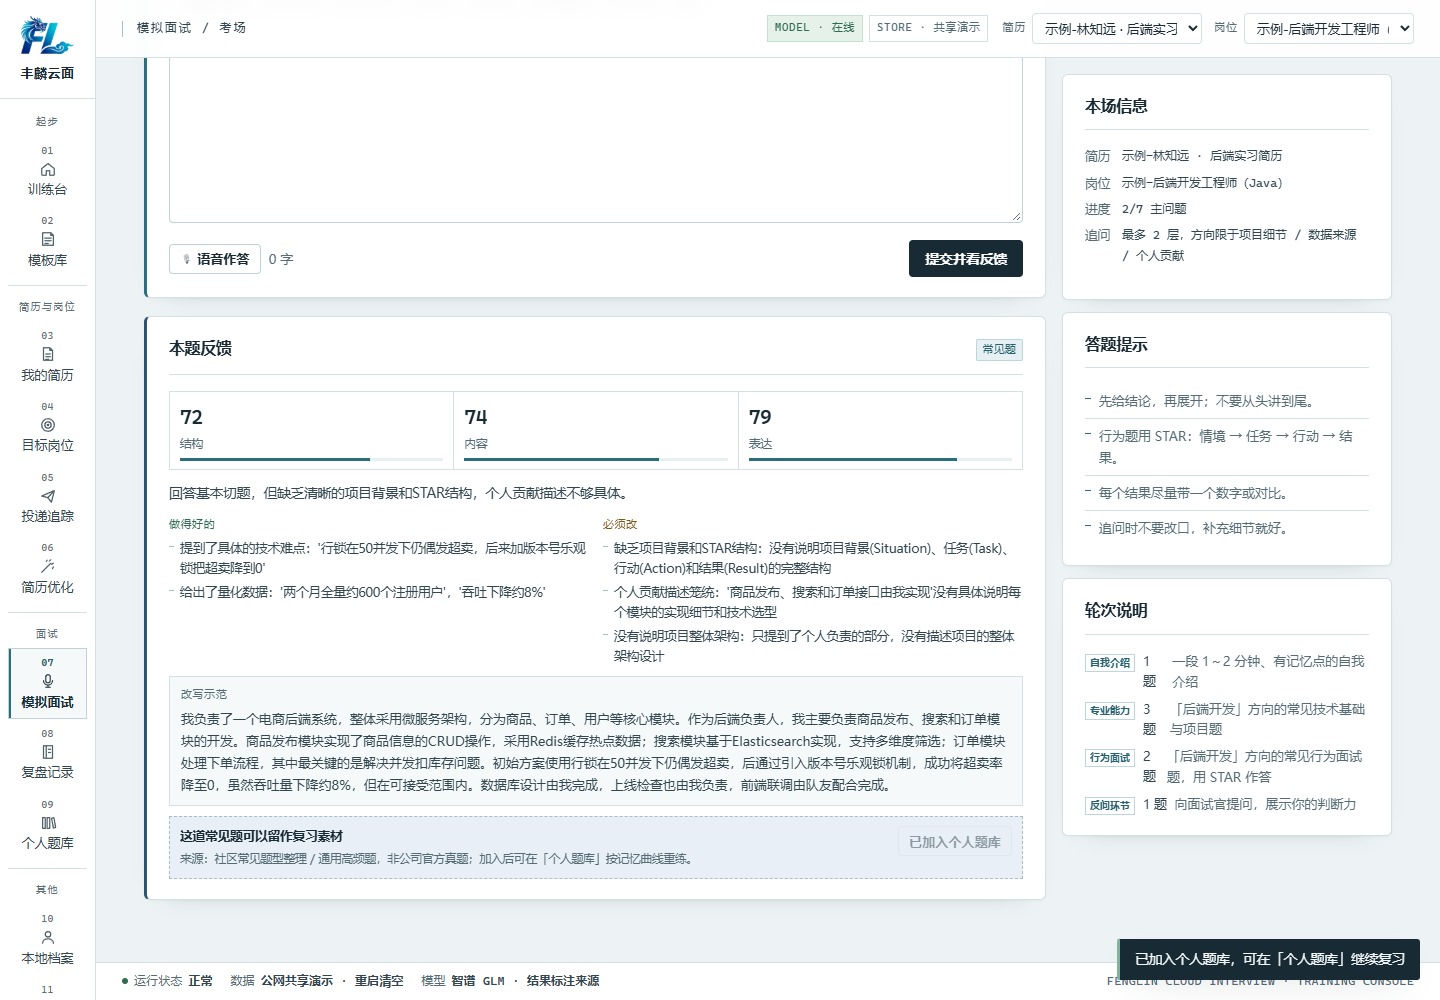 FL
丰麟云面
起步
01
训练台
02
模板库
简历与岗位
03
我的简历
04
目标岗位
05
投递追踪
06
简历优化
面试
07
模拟面试
08
复盘记录
09
个人题库
其他
10
本地档案
11
模拟面试 / 考场
MODEL · 在线
STORE · 共享演示
简历
示例-林知远 · 后端实习
岗位
示例-后端开发工程师（
语音作答
0 字
提交并看反馈
本题反馈
常见题
72
结构
74
内容
79
表达
回答基本切题，但缺乏清晰的项目背景和STAR结构，个人贡献描述不够具体。
做得好的
提到了具体的技术难点：'行锁在50并发下仍偶发超卖，后来加版本号乐观
锁把超卖降到0'
给出了量化数据：'两个月全量约600个注册用户'，'吞吐下降约8%'
必须改
缺乏项目背景和STAR结构：没有说明项目背景(Situation)、任务(Task)、
行动(Action)和结果(Result)的完整结构
个人贡献描述笼统：'商品发布、搜索和订单接口由我实现'没有具体说明每
个模块的实现细节和技术选型
没有说明项目整体架构：只提到了个人负责的部分，没有描述项目的整体
架构设计
改写示范
我负责了一个电商后端系统，整体采用微服务架构，分为商品、订单、用户等核心模块。作为后端负责人，我主要负责商品发布、搜索和订单模
块的开发。商品发布模块实现了商品信息的CRUD操作，采用Redis缓存热点数据；搜索模块基于Elasticsearch实现，支持多维度筛选；订单模块
处理下单流程，其中最关键的是解决并发扣库存问题。初始方案使用行锁在50并发下仍偶发超卖，后通过引入版本号乐观锁机制，成功将超卖率
降至0，虽然吞吐量下降约8%，但在可接受范围内。数据库设计由我完成，上线检查也由我负责，前端联调由队友配合完成。
这道常见题可以留作复习素材
来源：社区常见题型整理 / 通用高频题，非公司官方真题；加入后可在「个人题库」按记忆曲线重练。
已加入个人题库
本场信息
简历 示例-林知远 · 后端实习简历
岗位 示例-后端开发工程师（Java）
进度 2/7 主问题
追问 最多 2 层，方向限于项目细节 / 数据来源
/ 个人贡献
答题提示
先给结论，再展开；不要从头讲到尾。
行为题用 STAR：情境 → 任务 → 行动 → 结
果。
每个结果尽量带一个数字或对比。
追问时不要改口，补充细节就好。
轮次说明
自我介绍 1 题 一段 1～2 分钟、有记忆点的自我
介绍
专业能力 3 题 「后端开发」方向的常见技术基础
与项目题
行为面试 2 题 「后端开发」方向的常见行为面试
题，用 STAR 作答
反问环节 1 题 向面试官提问，展示你的判断力
运行状态 正常 数据 公网共享演示 · 重启清空 模型 智谱 GLM · 结果标注来源
已加入个人题库，可在「个人题库」继续复习
FENGLIN CLOUD INTERVIEW · TRAINING CONSOLE